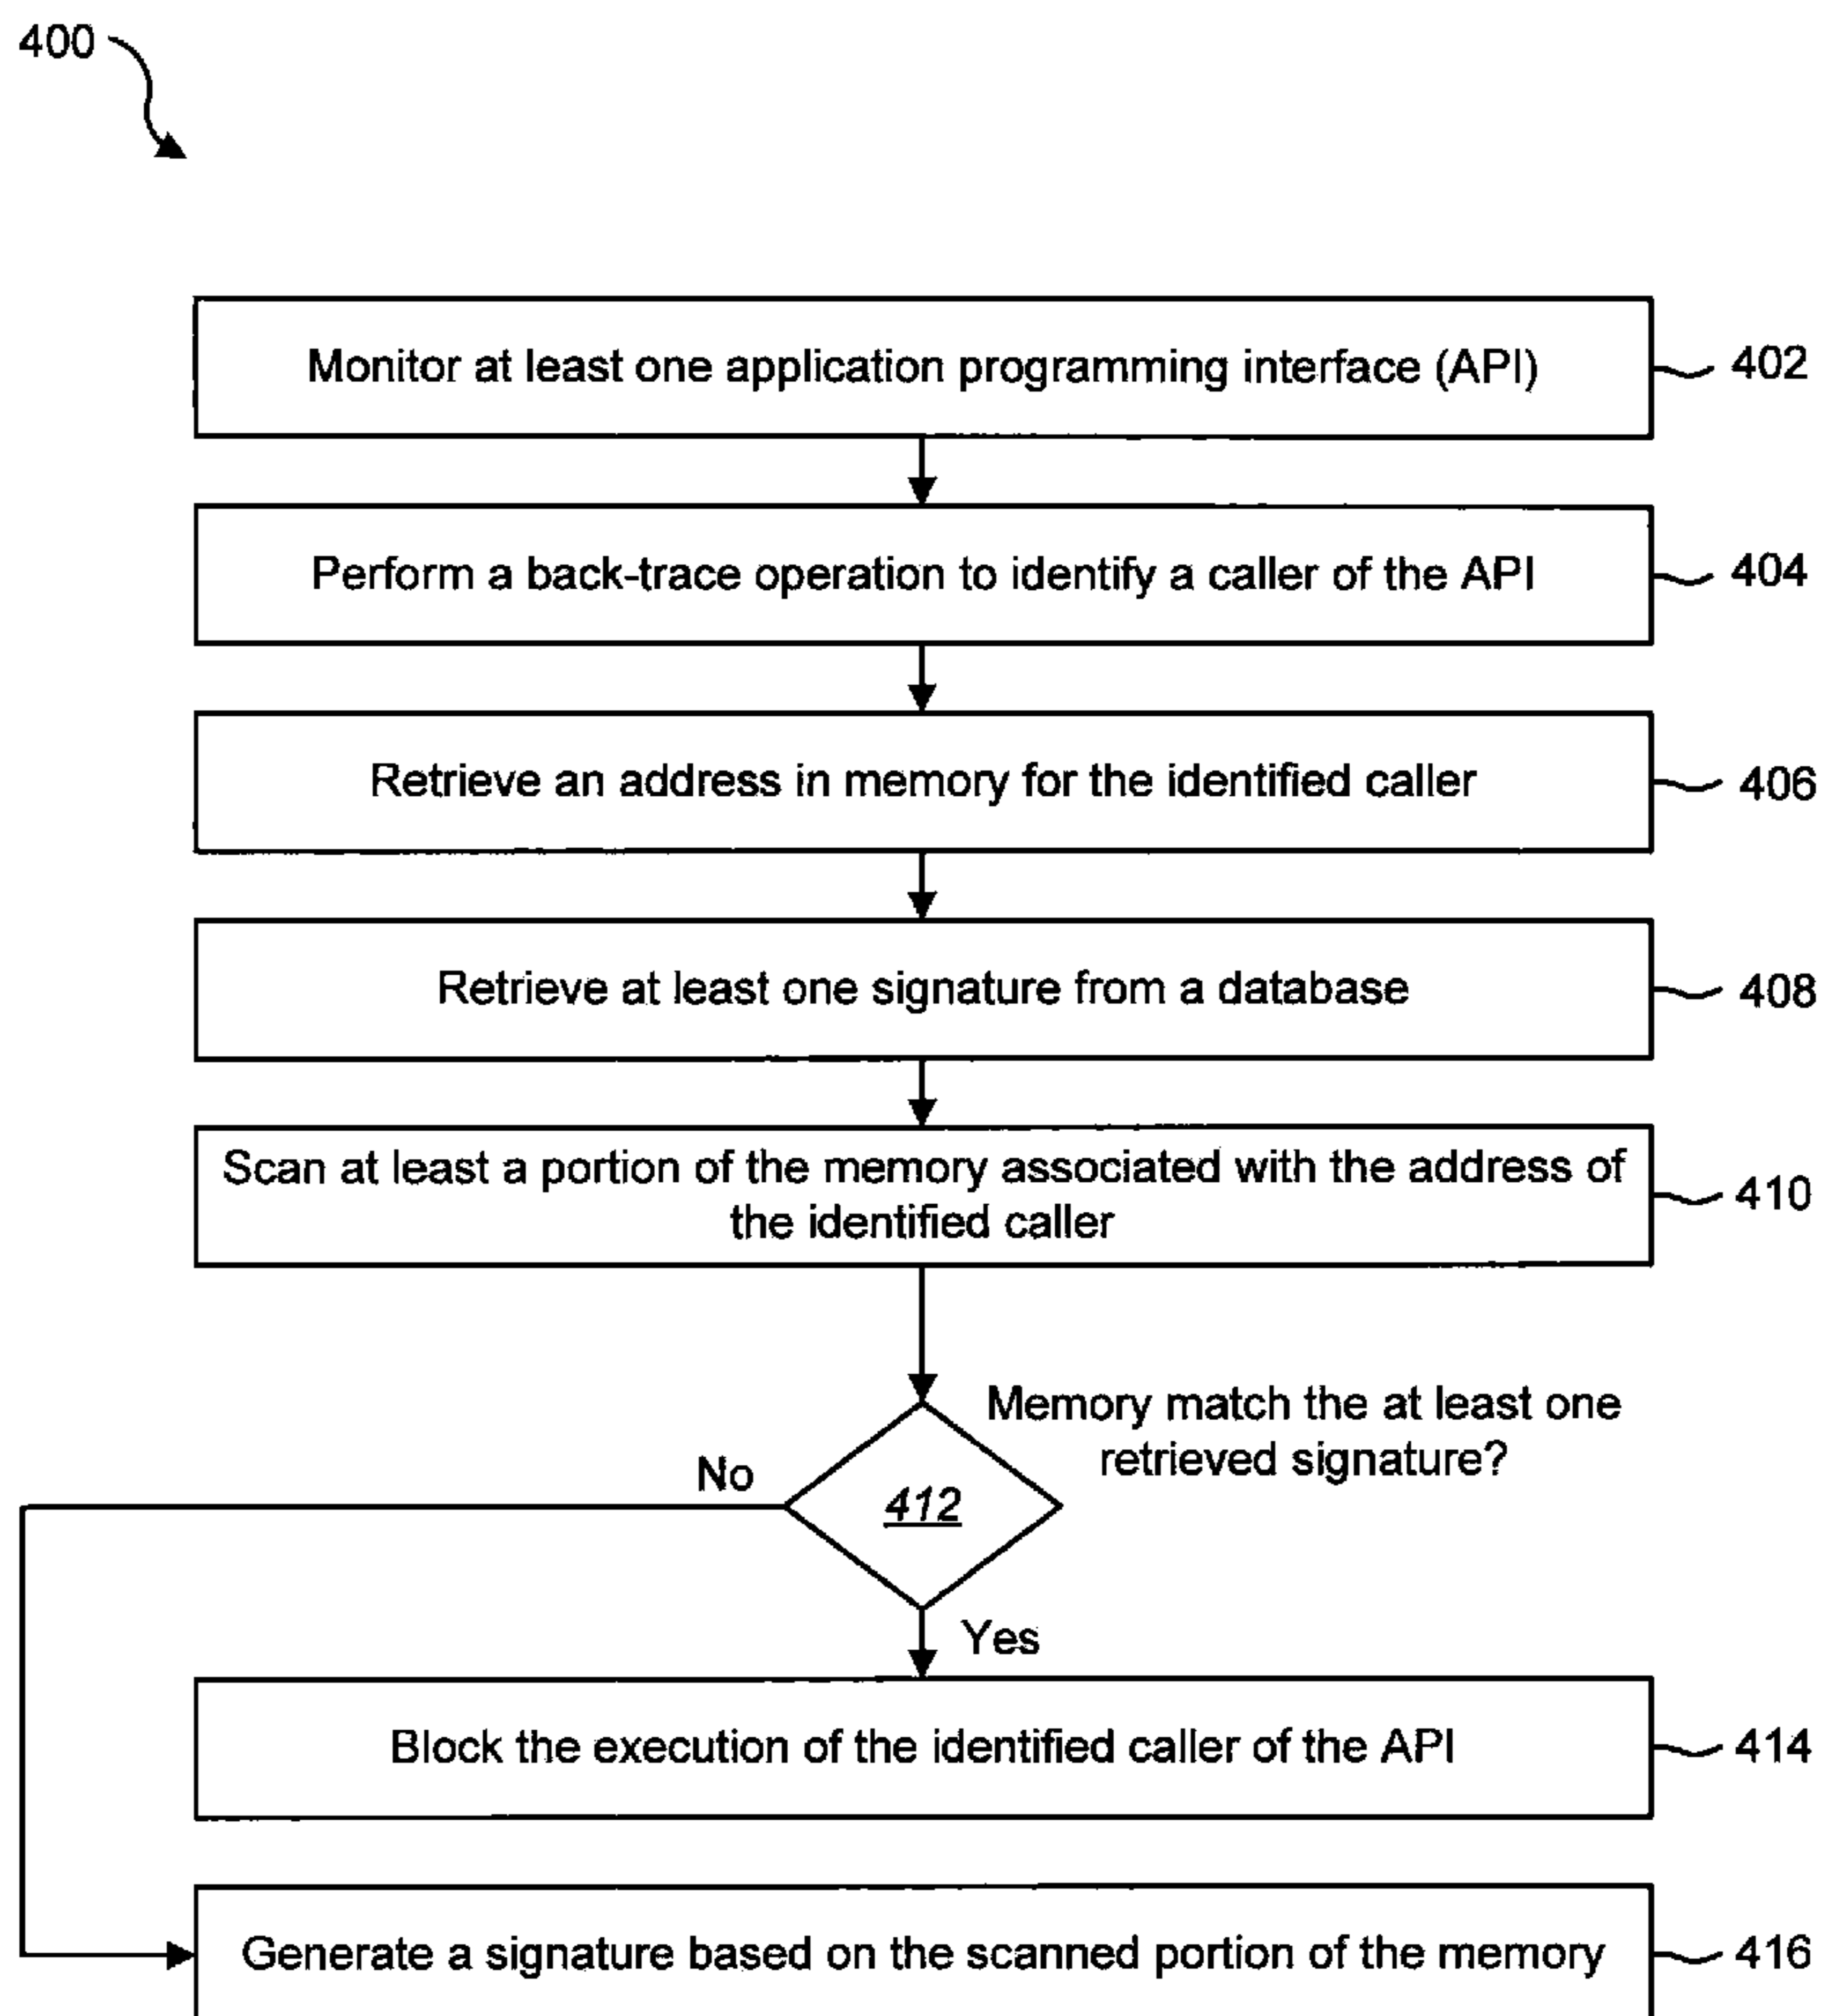 400
Monitor at least one application programming interface (API)
402
Perform a back-trace operation to identify a caller of the API
404
Retrieve an address in memory for the identified caller
406
Retrieve at least one signature from a database
408
Scan at least a portion of the memory associated with the address of
the identified caller
410
Memory match the at least one
retrieved signature?
No
412
Yes
Block the execution of the identified caller of the API
414
Generate a signature based on the scanned portion of the memory
416